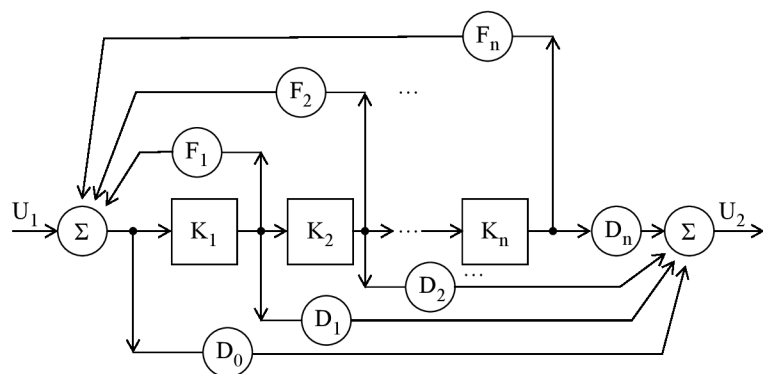 Fn
F2 ...
F1
U1 Σ K1 K2 ... Kn Dn Σ U2
D2 ...
D1
D0